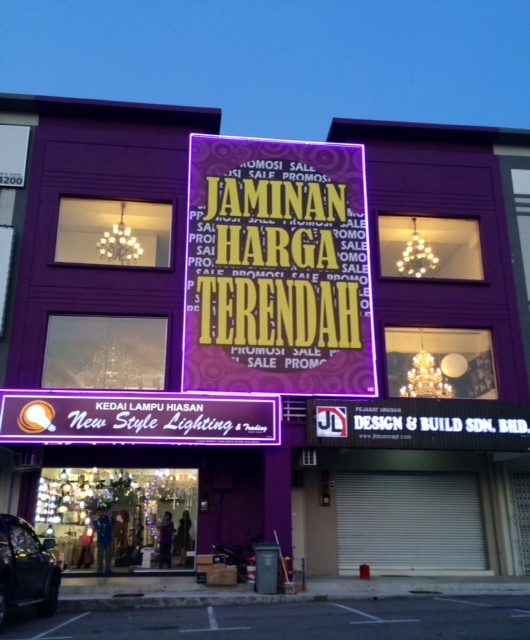 4200
PROMOSI SALE
JAMINAN
HARGA
TERENDAH
PROMOSI SALE
SALE PROMO
KEDAI LAMPU HIASAN
New Style Lighting & Trading
PEJABAT URUSAN
JL DESIGN & BUILD SDN. BHD.